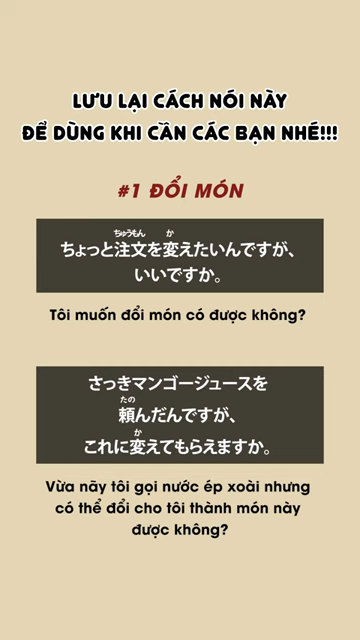 LƯU LẠI CÁCH NÓI NÀY
ĐỂ DÙNG KHI CẦN CÁC BẠN NHÉ!!!
#1 ĐỔI MÓN
ちゅうもん か
ちょっと注文を変えたいんですが、
いいですか。
Tôi muốn đổi món có được không?
さっきマンゴージュースを
たの
頼んだんですが、
か
これに変えてもらえますか。
Vừa nãy tôi gọi nước ép xoài nhưng
có thể đổi cho tôi thành món này
được không?